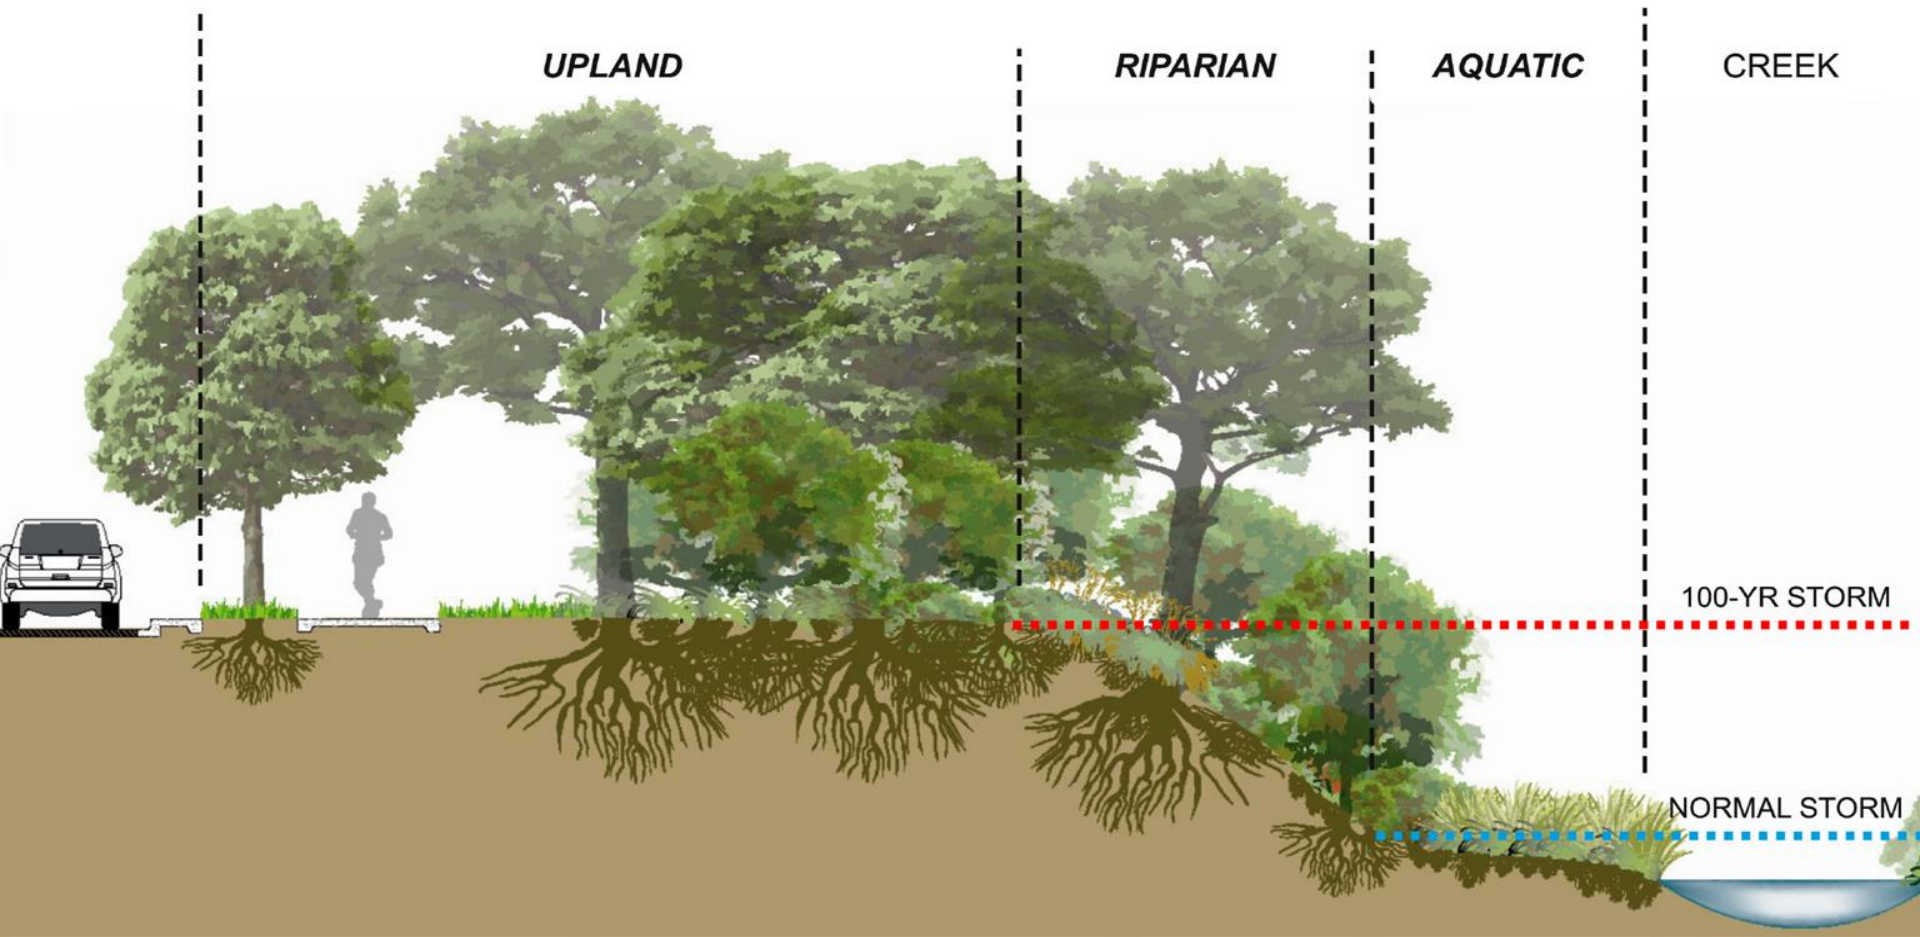 UPLAND
RIPARIAN
AQUATIC
CREEK
100-YR STORM
NORMAL STORM